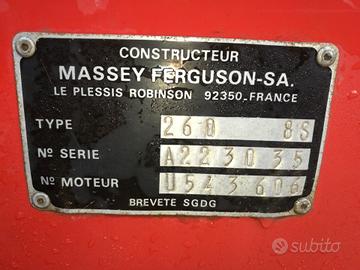 CONSTRUCTEUR
MASSEY FERGUSON-SA.
LE PLESSIS ROBINSON 92350.FRANCE
TYPE 260 8S
Nº SERIE A223035
Nº MOTEUR U543606
BREVETE SGDG
subito